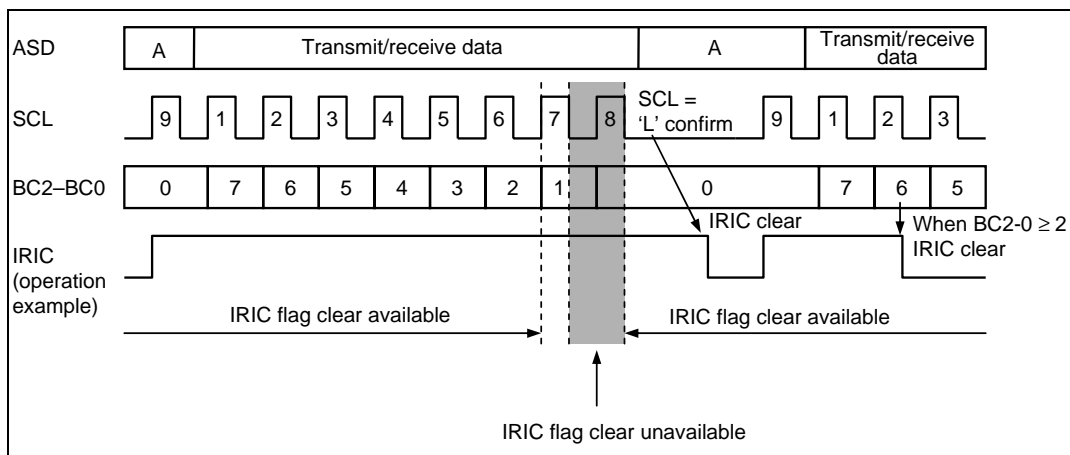 ASD A Transmit/receive data A Transmit/receive
data
SCL 9 1 2 3 4 5 6 7 8 SCL =
‘L’ confirm 9 1 2 3
BC2–BC0 0 7 6 5 4 3 2 1 0 7 6 5
IRIC
(operation
example)
IRIC clear
When BC2-0 ≥ 2
IRIC clear
IRIC flag clear available IRIC flag clear available
IRIC flag clear unavailable